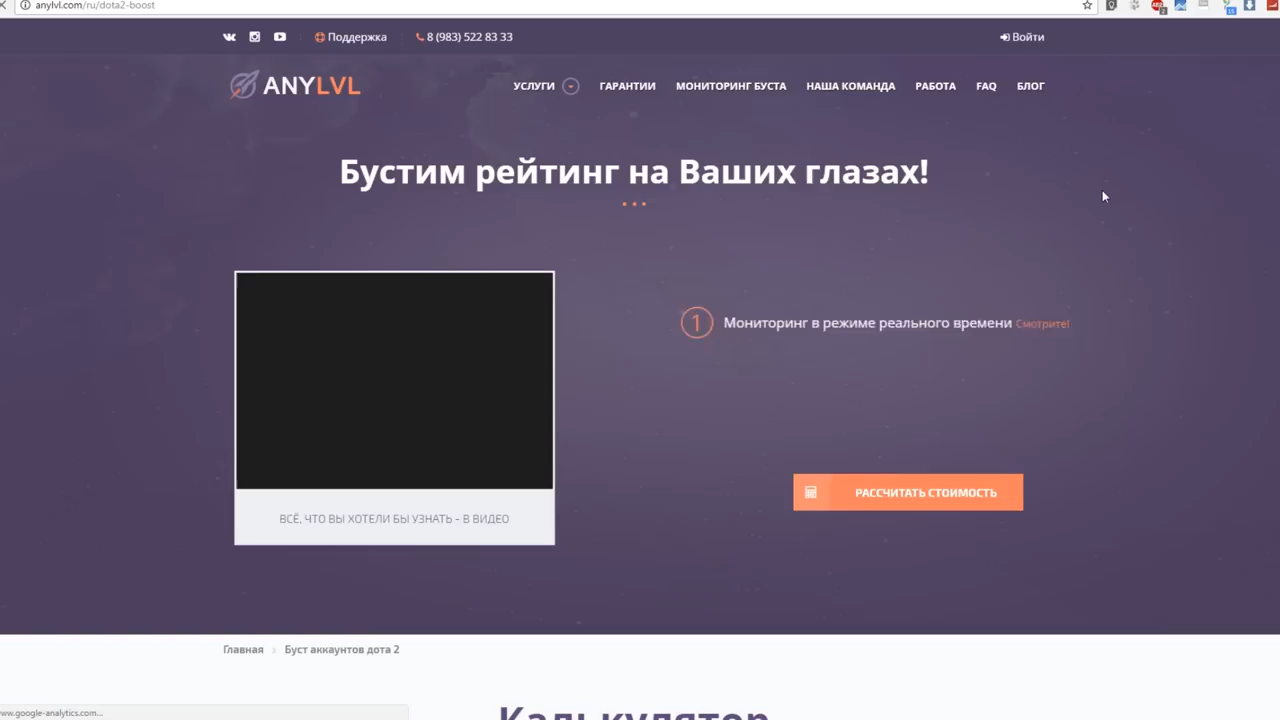 anylvl.com/ru/dota2-boost
Поддержка
8 (983) 522 83 33
Войти
ANYLVL
УСЛУГИ
ГАРАНТИИ
МОНИТОРИНГ БУСТА
НАША КОМАНДА
РАБОТА
FAQ
БЛОГ
Бустим рейтинг на Ваших глазах!
1 Мониторинг в режиме реального времени Смотрите!
РАССЧИТАТЬ СТОИМОСТЬ
ВСЁ, ЧТО ВЫ ХОТЕЛИ БЫ УЗНАТЬ - В ВИДЕО
Главная › Буст аккаунтов дота 2
Калькулятор
www.google-analytics.com...